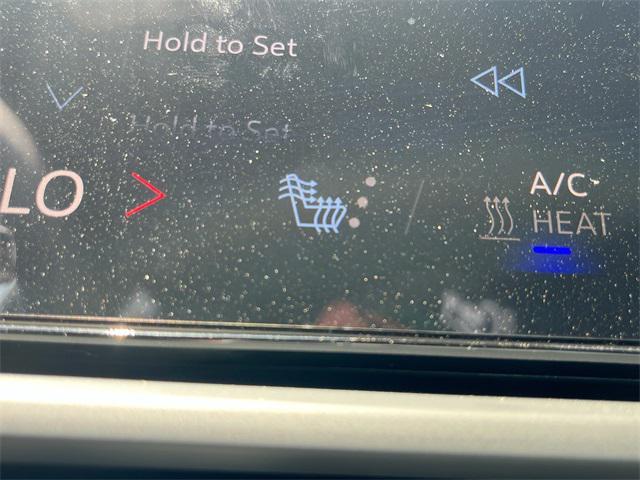 Hold to Set
Hold to Set
LO
A/C
HEAT